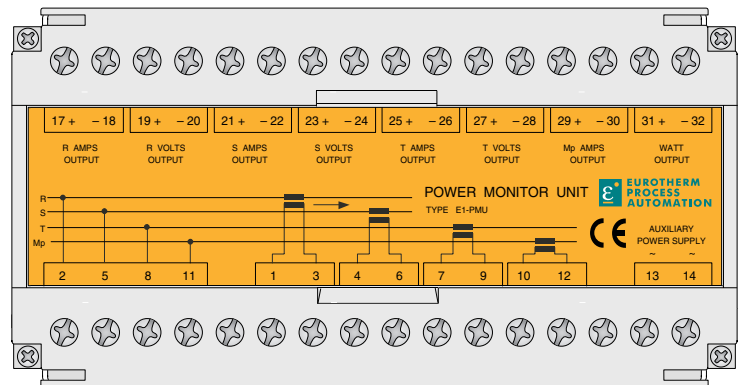 17 + – 18 19 + – 20 21 + – 22 23 + – 24 25 + – 26 27 + – 28 29 + – 30 31 + – 32
R AMPS OUTPUT
R VOLTS OUTPUT
S AMPS OUTPUT
S VOLTS OUTPUT
T AMPS OUTPUT
T VOLTS OUTPUT
Mp AMPS OUTPUT
WATT OUTPUT
R
S
T
Mp
POWER MONITOR UNIT
TYPE E1-PMU
ε
EUROTHERM
PROCESS
AUTOMATION
CE
AUXILIARY
POWER SUPPLY
~ ~
2 5 8 11 1 3 4 6 7 9 10 12 13 14